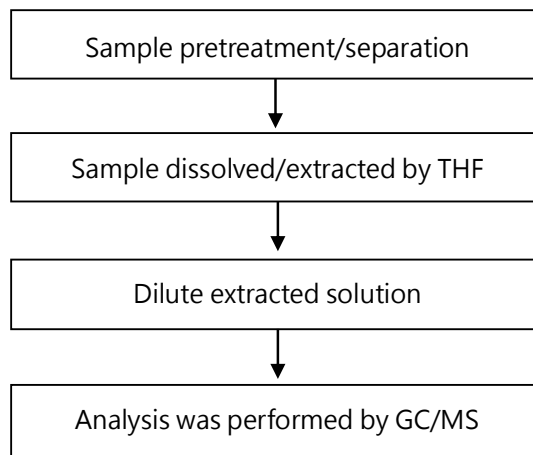 Sample pretreatment/separation
Sample dissolved/extracted by THF
Dilute extracted solution
Analysis was performed by GC/MS